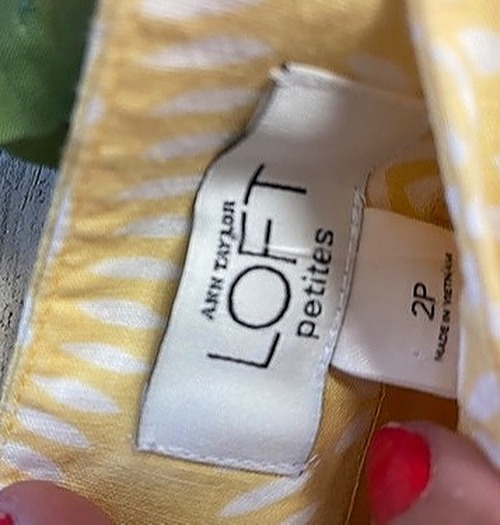 ANN TAYLOR
LOFT
petites
2P
MADE IN VIETNAM